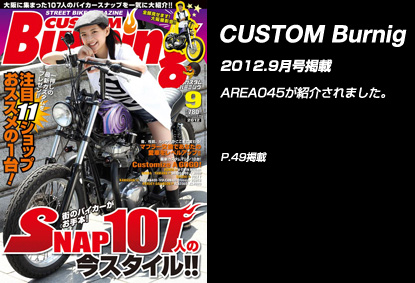 大阪に集まった107人のバイカースナップを一気に大紹介!!
STREET BIKE MAGAZINE
CUSTOM
Burning
9
注目11ショップ
おススメの1台!
街のバイカーが
お手本!
SNAP107人の
今スタイル!!
CUSTOM Burnig
2012.9月号掲載
AREA045が紹介されました。
P.49掲載